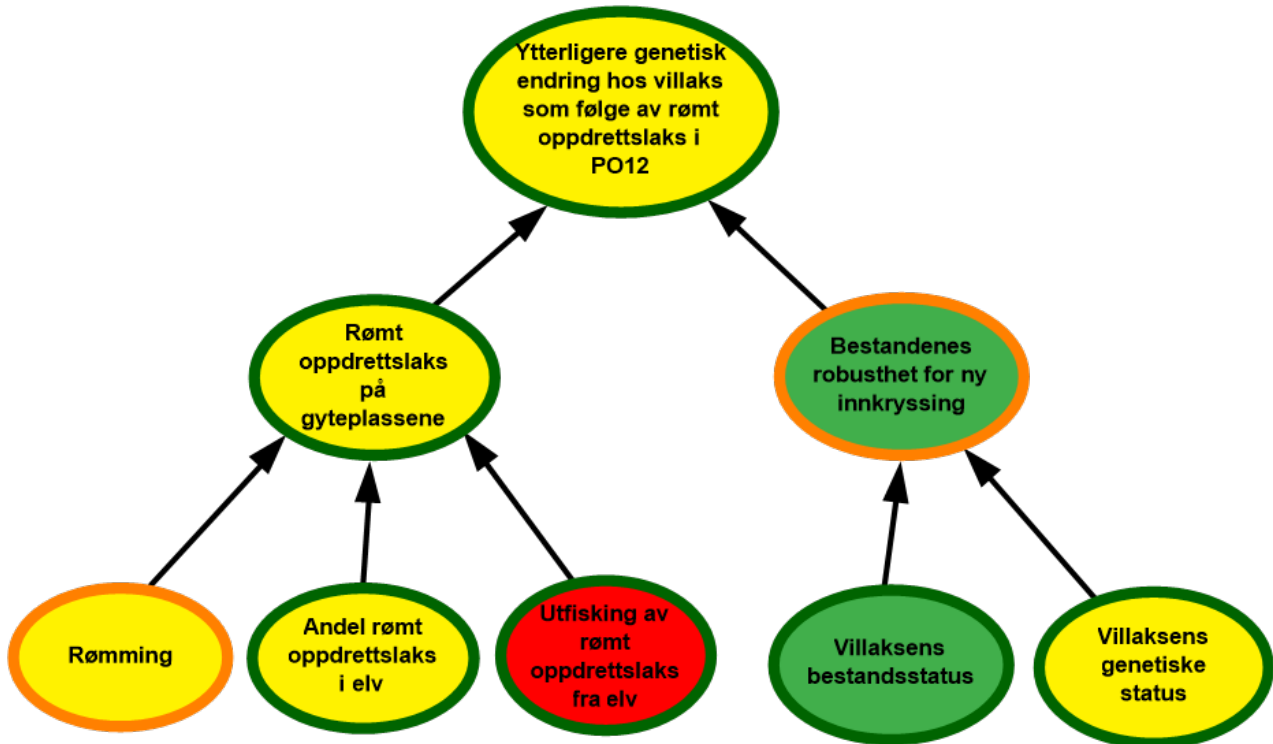 Ytterligere genetisk
endring hos villaks
som følge av rømt
oppdrettslaks i
PO12
Rømt
oppdrettslaks
på
gyteplassene
Bestandenes
robusthet for ny
innkryssing
Rømming
Andel rømt
oppdrettslaks
i elv
Utfisking av
rømt
oppdrettslaks
fra elv
Villaksens
bestandsstatus
Villaksens
genetiske
status